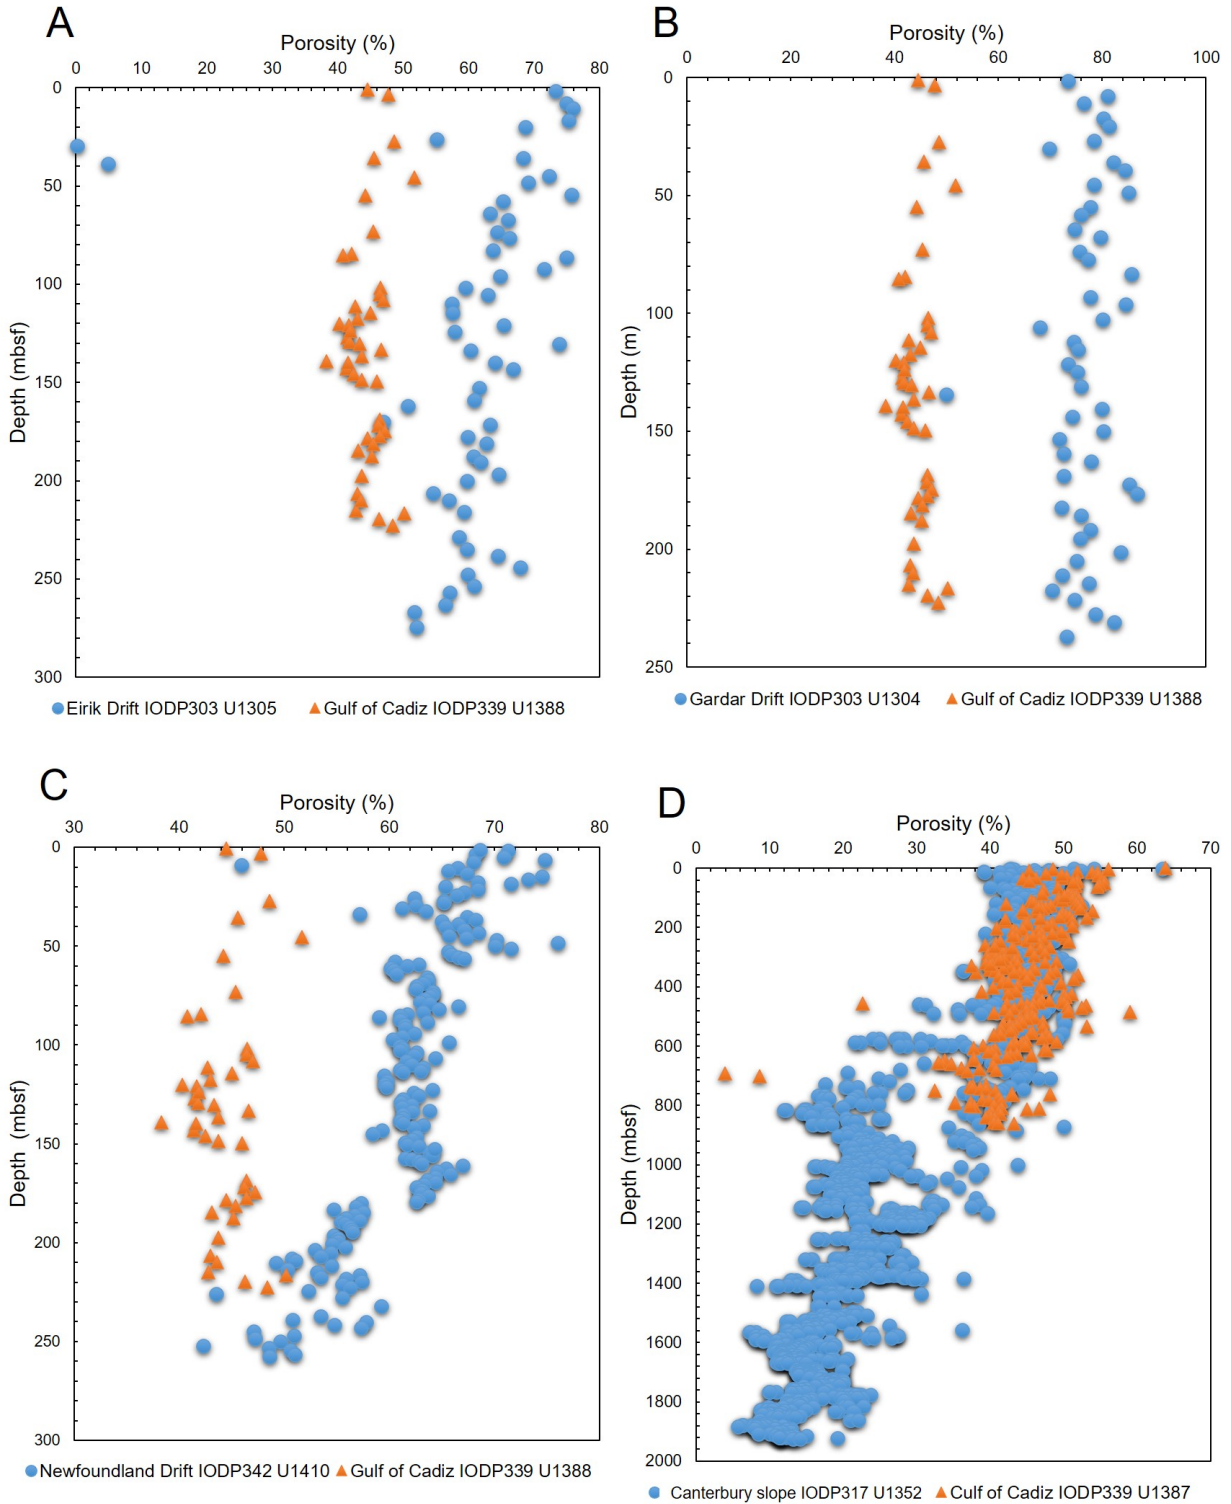 A
Porosity (%)
0 10 20 30 40 50 60 70 80
0
50
100
150
200
250
300
Depth (mbsf)
Eirik Drift IODP303 U1305 Gulf of Cadiz IODP339 U1388
B
Porosity (%)
0 20 40 60 80 100
0
50
100
150
200
250
Depth (m)
Gardar Drift IODP303 U1304 Gulf of Cadiz IODP339 U1388
C
Porosity (%)
30 40 50 60 70 80
0
50
100
150
200
250
300
Depth (mbsf)
Newfoundland Drift IODP342 U1410 Gulf of Cadiz IODP339 U1388
D
Porosity (%)
0 10 20 30 40 50 60 70
0
200
400
600
800
1000
1200
1400
1600
1800
2000
Depth (mbsf)
Canterbury slope IODP317 U1352 Culf of Cadiz IODP339 U1387